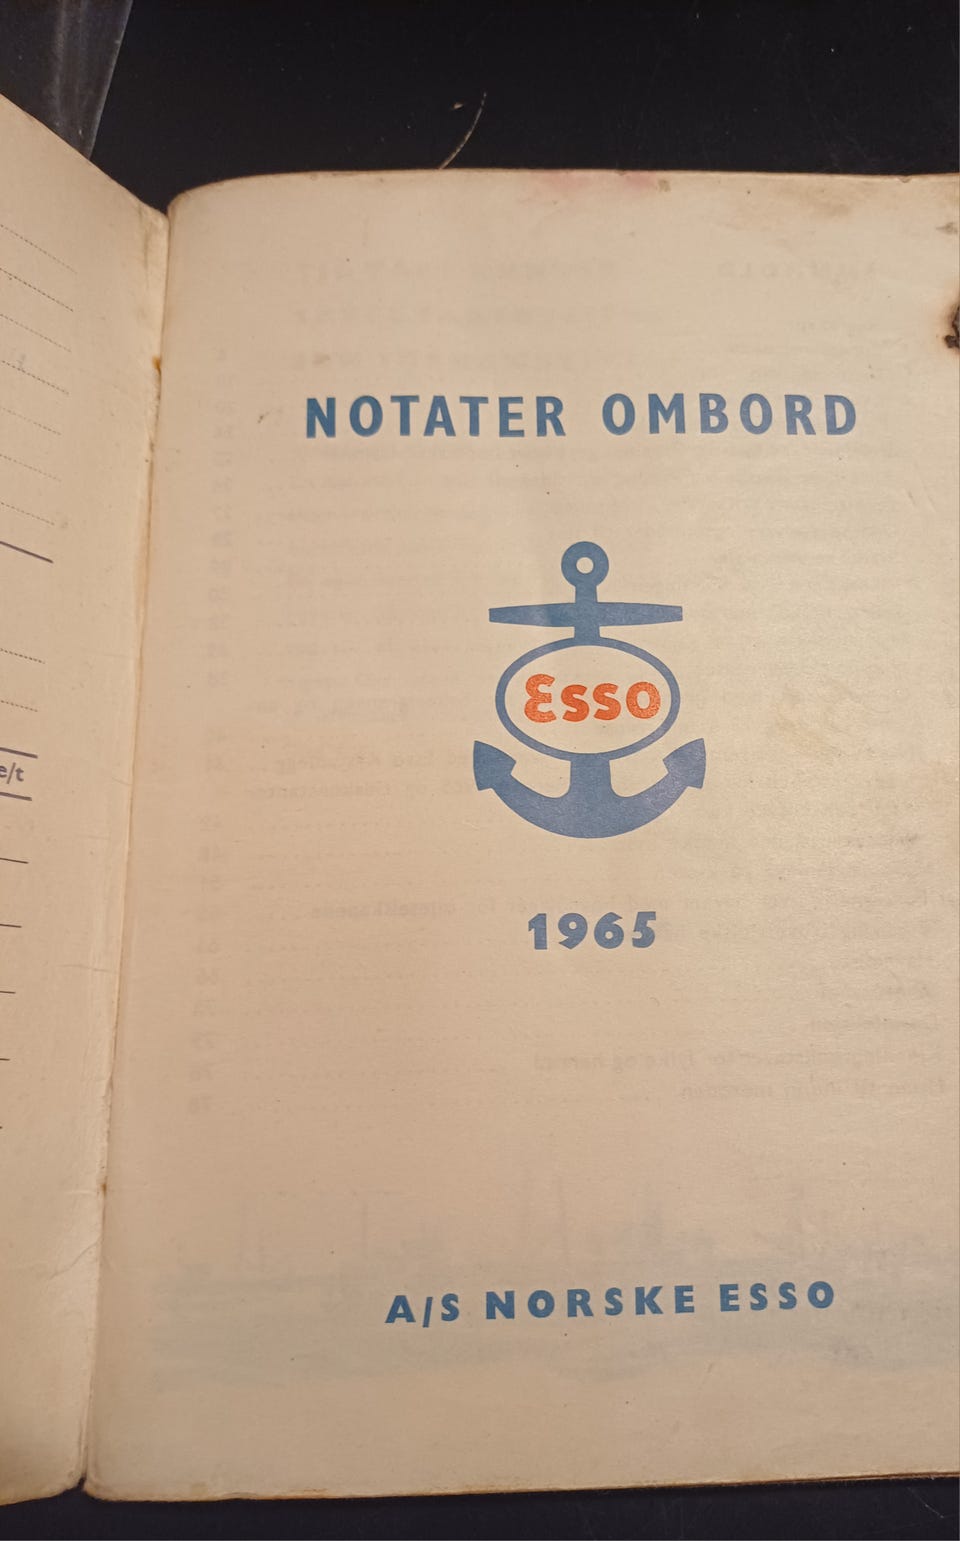 e/t
NOTATER OMBORD
Esso
1965
A/S NORSKE ESSO